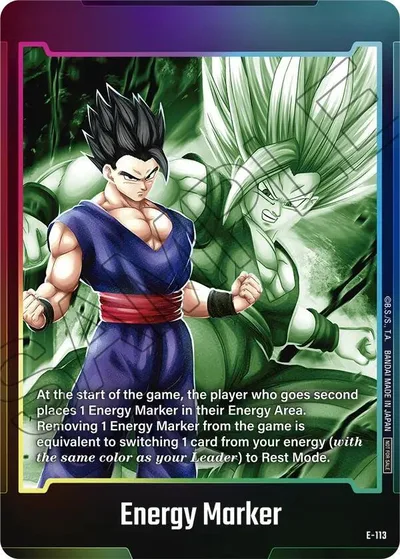 At the start of the game, the player who goes second
places 1 Energy Marker in their Energy Area.
Removing 1 Energy Marker from the game is
equivalent to switching 1 card from your energy (with
the same color as your Leader) to Rest Mode.
©B.S./S., T.A. BANDAI MADE IN JAPAN
NOT FOR SALE
Energy Marker
E-113